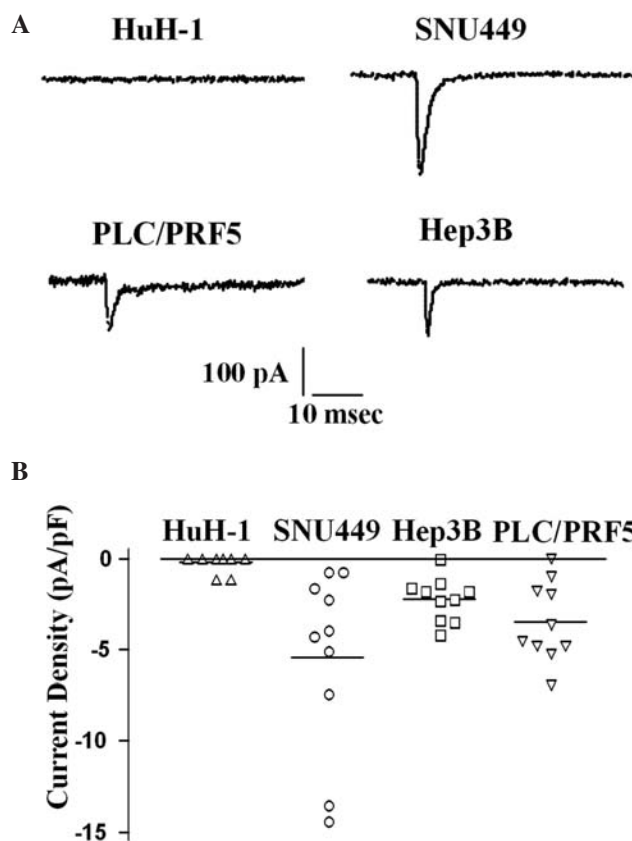 A
HuH-1 SNU449
PLC/PRF5 Hep3B
100 pA
10 msec
B
HuH-1 SNU449 Hep3B PLC/PRF5
Current Density (pA/pF)
0
-5
-10
-15